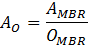 A_O = A_MBR / O_MBR